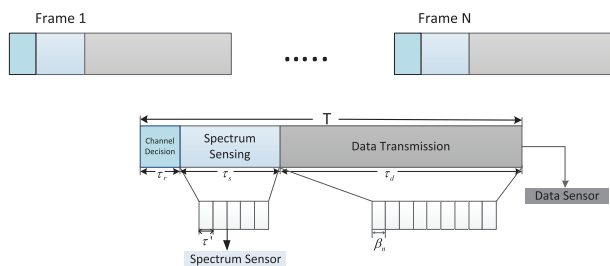 Frame 1
Frame N
.....
T
Channel
Decision
Spectrum
Sensing
Data Transmission
τr
τs
τd
Data Sensor
τ'
βn
Spectrum Sensor